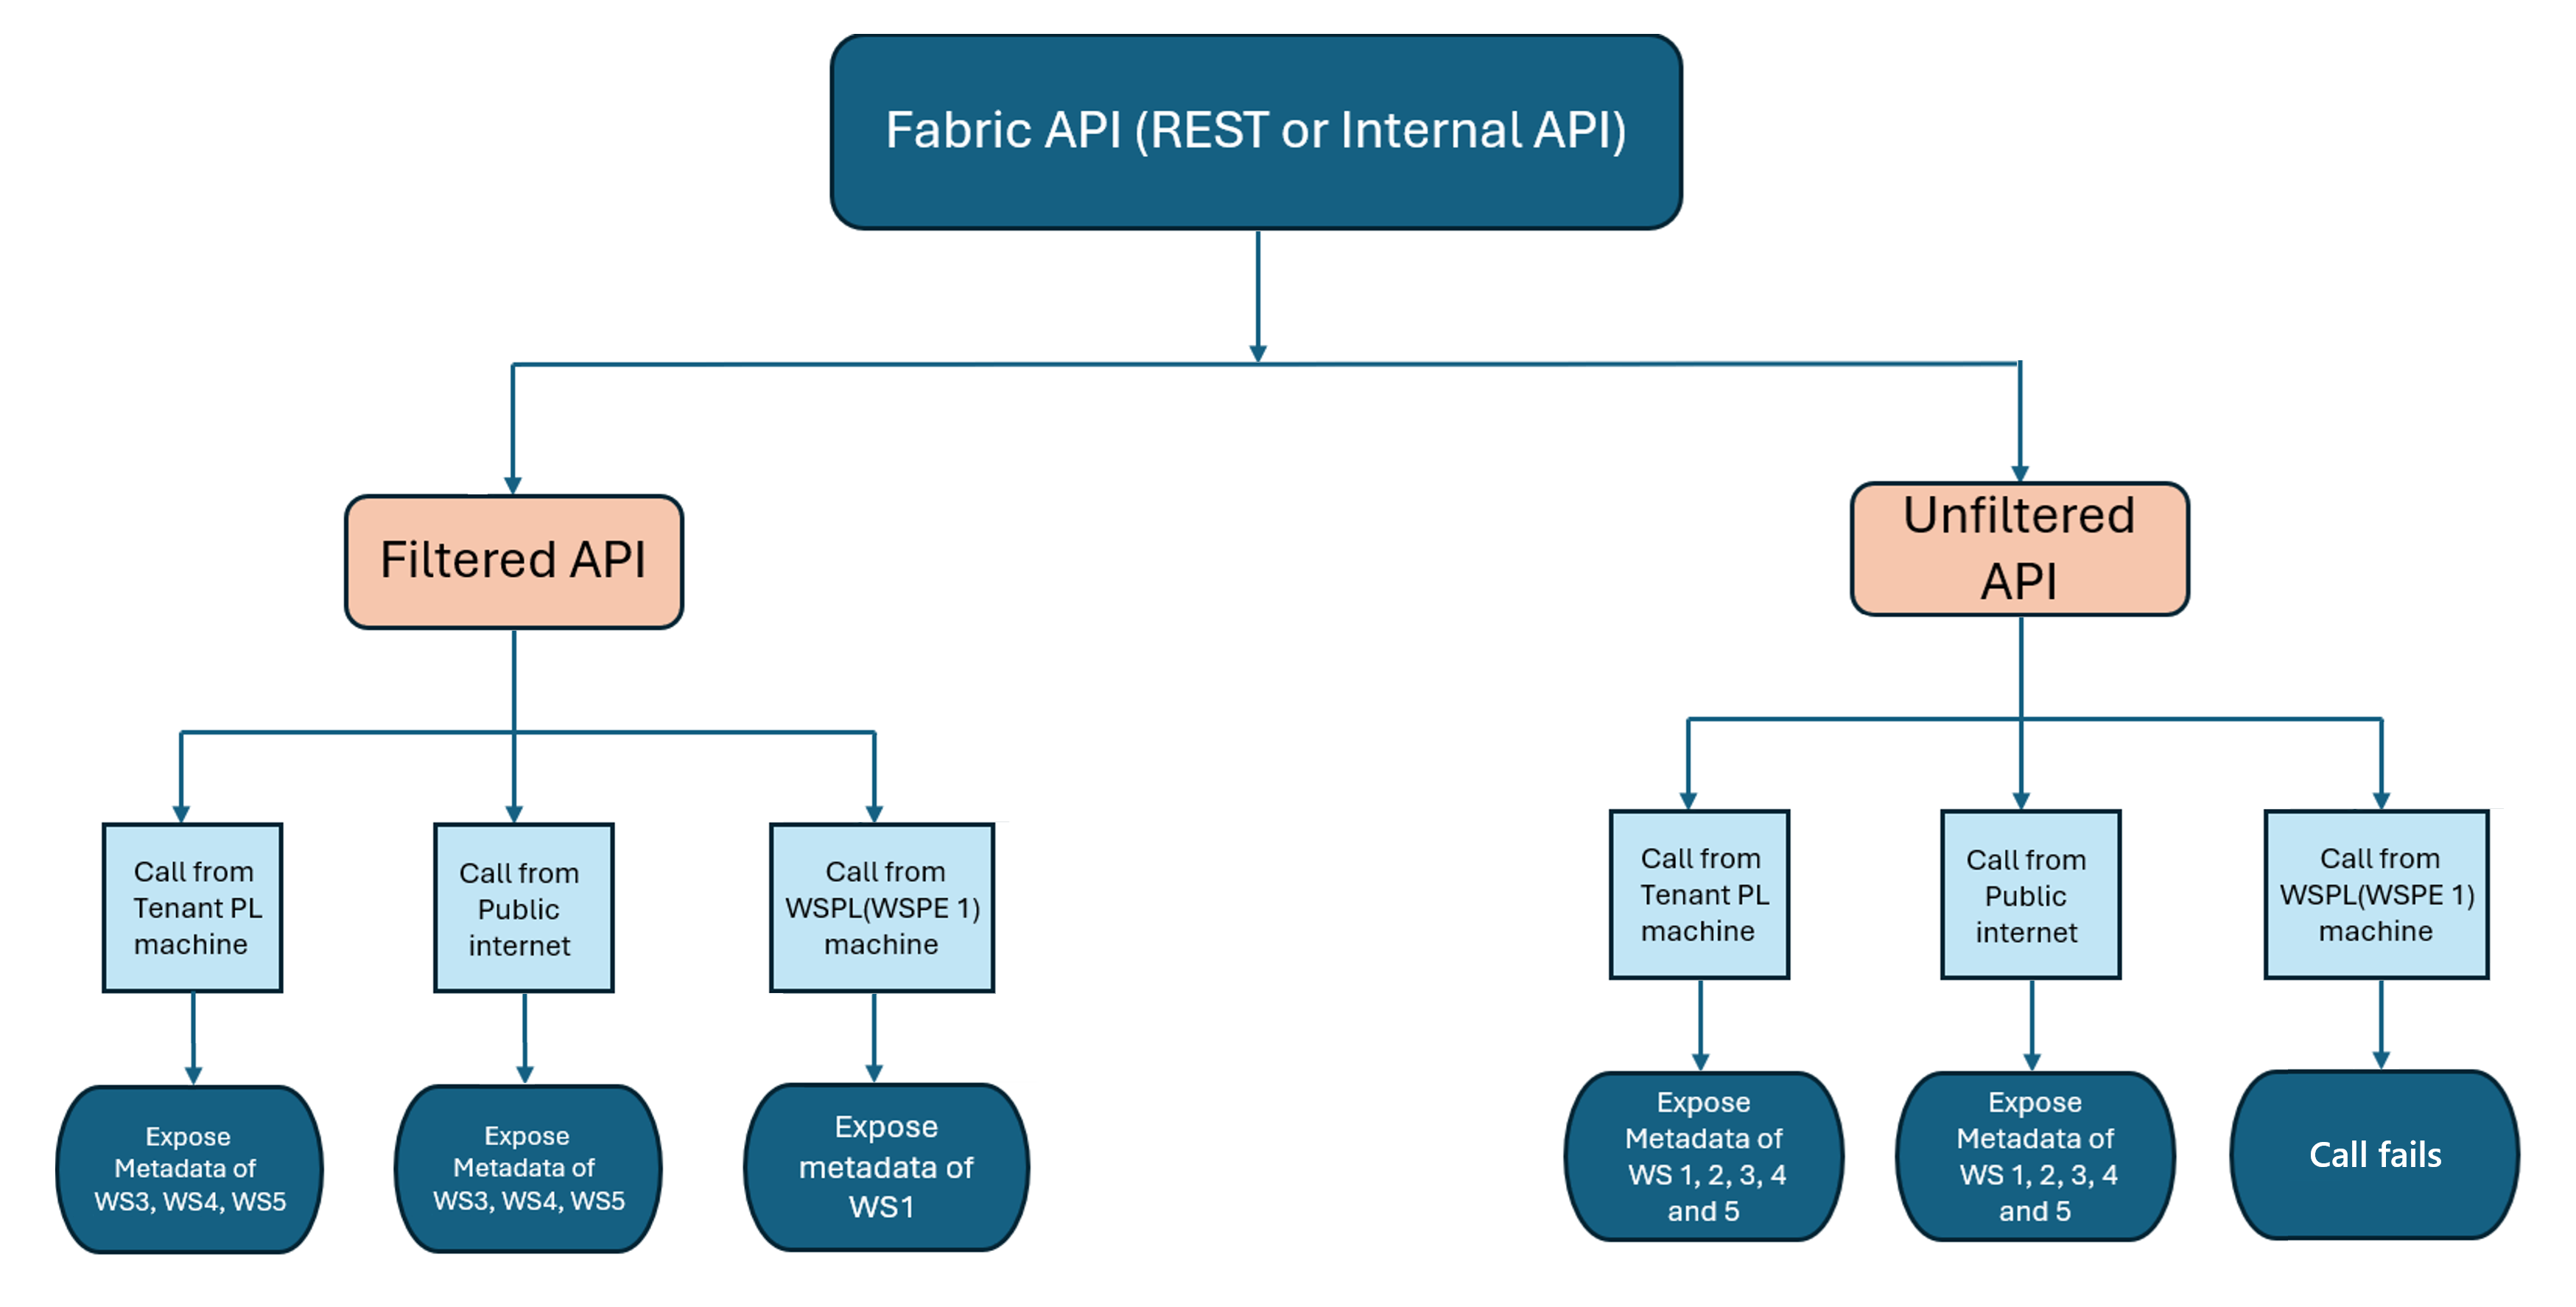 Fabric API (REST or Internal API)
Filtered API
Unfiltered
API
Call from
Tenant PL
machine
Call from
Public
internet
Call from
WSPL(WSPE 1)
machine
Call from
Tenant PL
machine
Call from
Public
internet
Call from
WSPL(WSPE 1)
machine
Expose
Metadata of
WS3, WS4, WS5
Expose
Metadata of
WS3, WS4, WS5
Expose
metadata of
WS1
Expose
Metadata of
WS 1, 2, 3, 4
and 5
Expose
Metadata of
WS 1, 2, 3, 4
and 5
Call fails